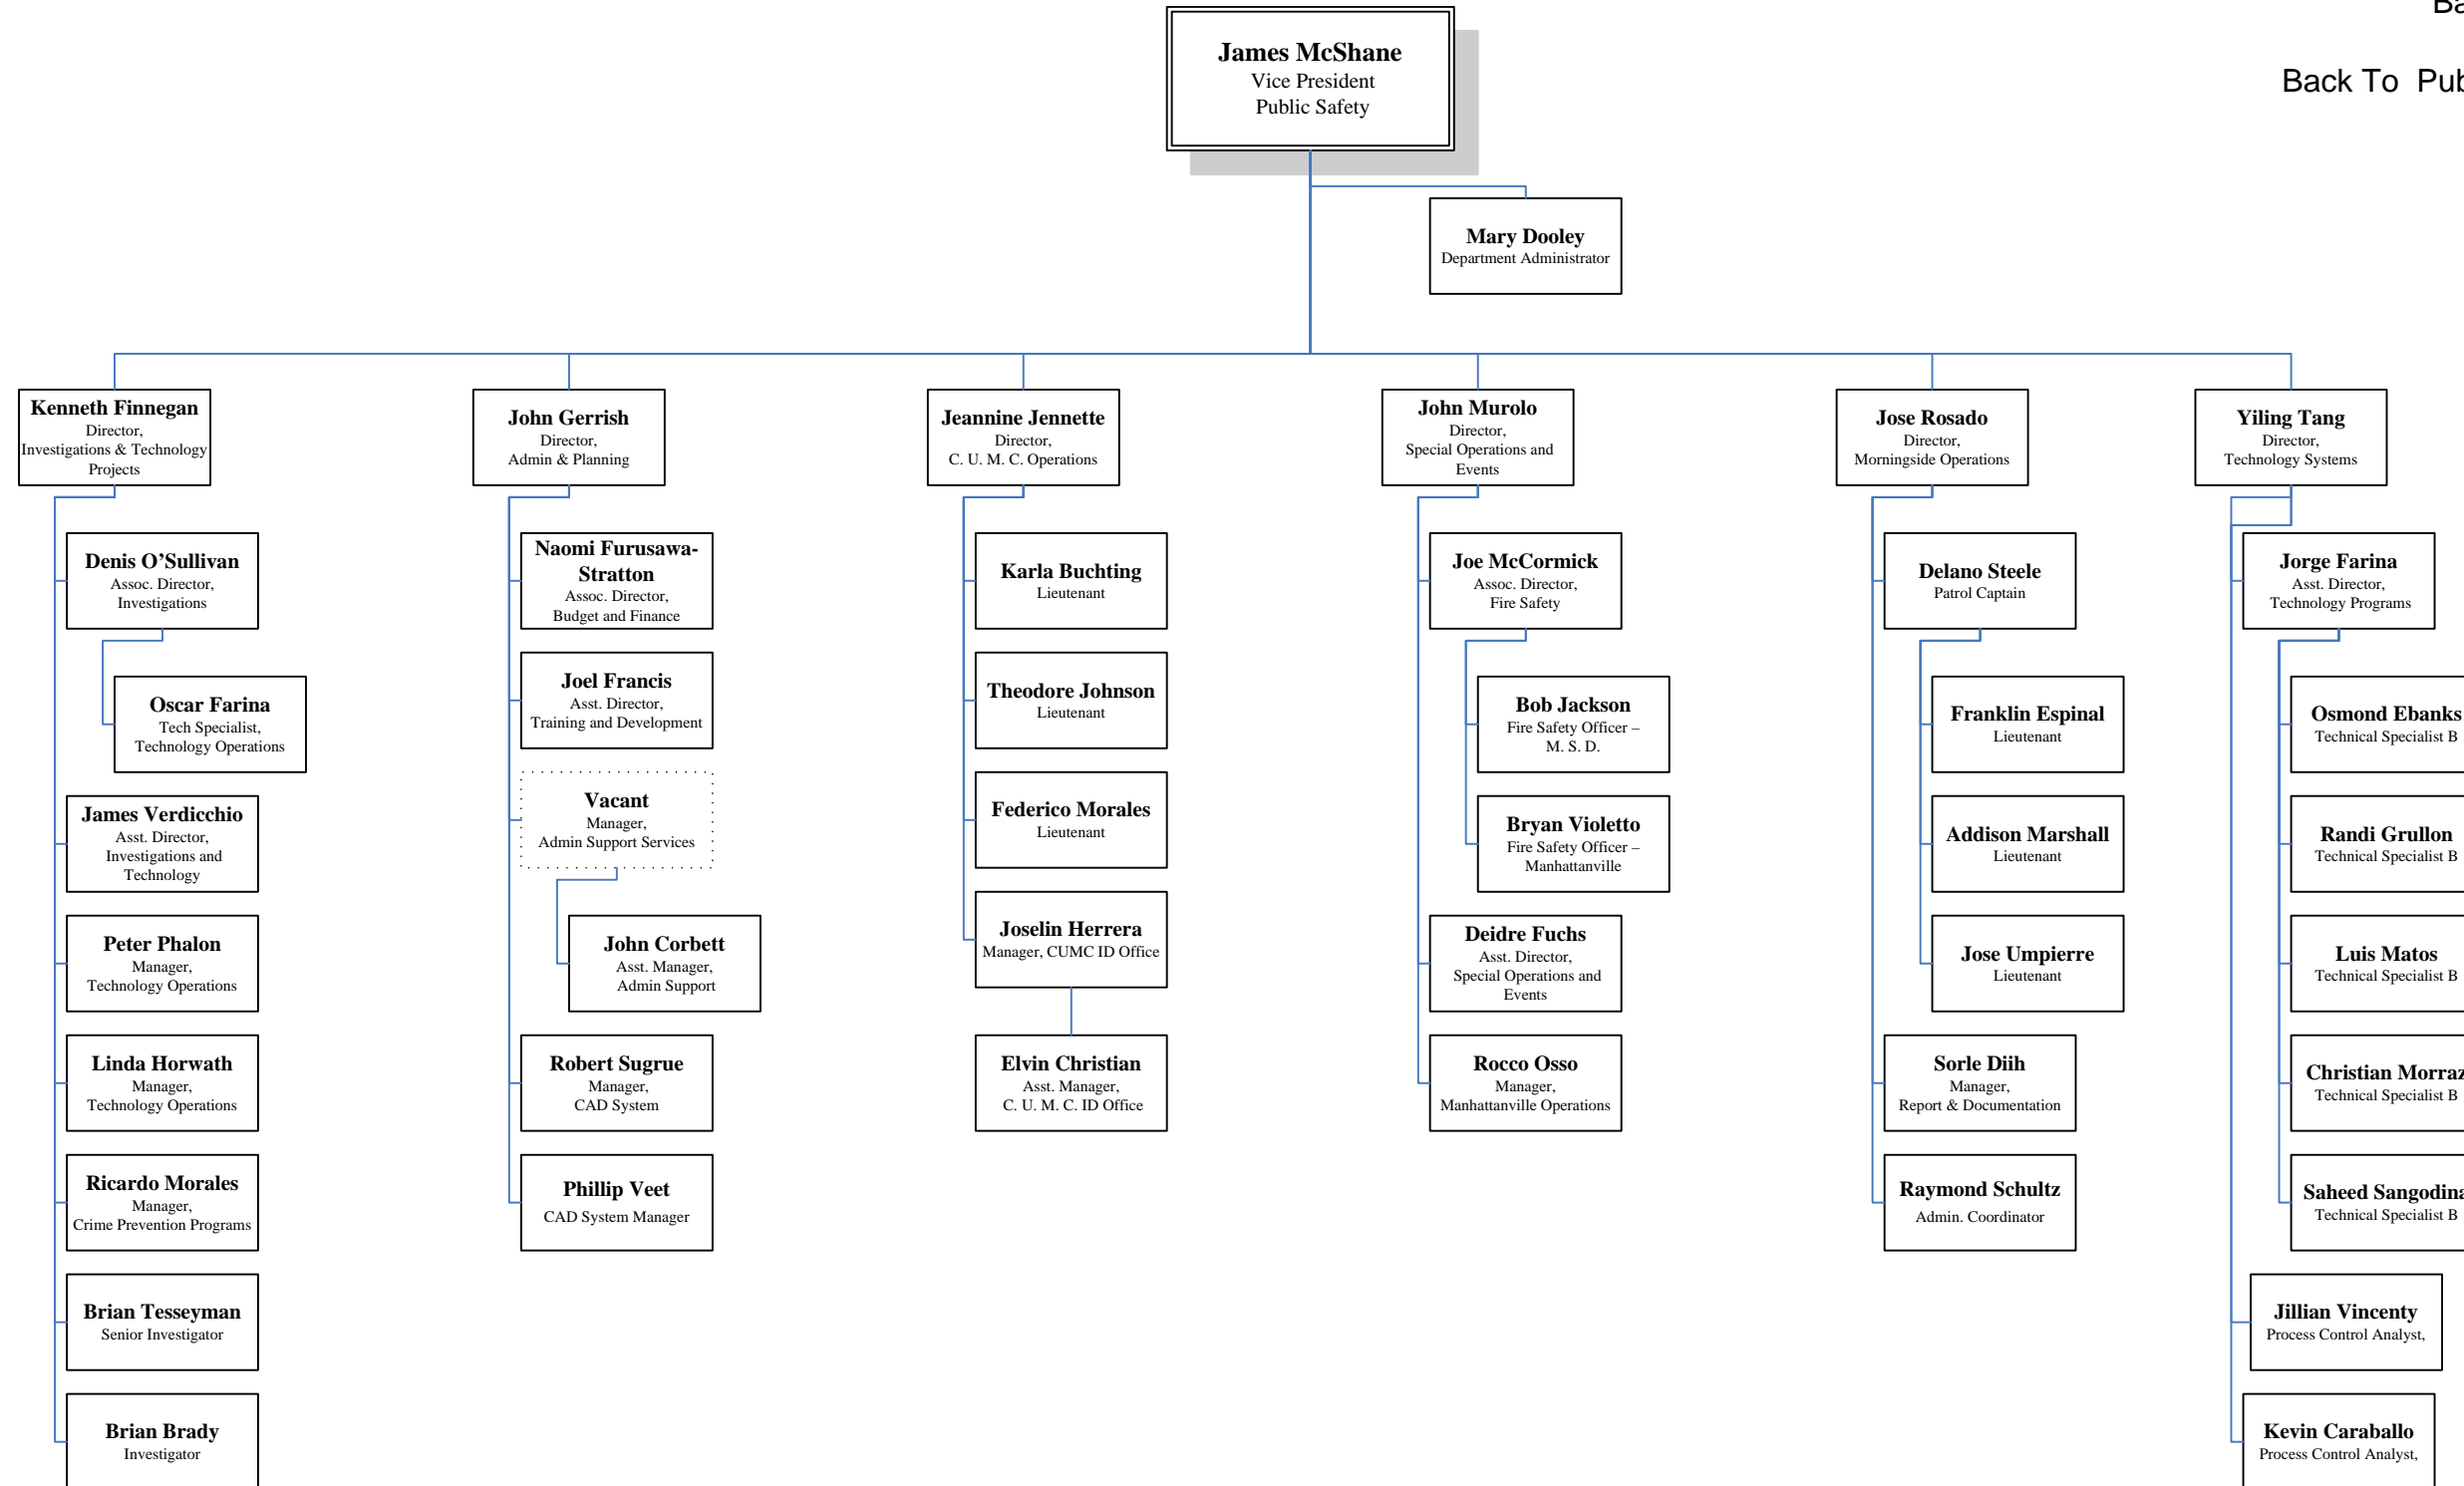 Back To Pub
James McShane
Vice President
Public Safety
Mary Dooley
Department Administrator
Kenneth Finnegan
Director,
Investigations & Technology
Projects
Denis O’Sullivan
Assoc. Director,
Investigations
Oscar Farina
Tech Specialist,
Technology Operations
James Verdicchio
Asst. Director,
Investigations and
Technology
Peter Phalon
Manager,
Technology Operations
Linda Horwath
Manager,
Technology Operations
Ricardo Morales
Manager,
Crime Prevention Programs
Brian Tesseyman
Senior Investigator
Brian Brady
Investigator
John Gerrish
Director,
Admin & Planning
Naomi Furusawa-
Stratton
Assoc. Director,
Budget and Finance
Joel Francis
Asst. Director,
Training and Development
Vacant
Manager,
Admin Support Services
John Corbett
Asst. Manager,
Admin Support
Robert Sugrue
Manager,
CAD System
Phillip Veet
CAD System Manager
Jeannine Jennette
Director,
C. U. M. C. Operations
Karla Buchting
Lieutenant
Theodore Johnson
Lieutenant
Federico Morales
Lieutenant
Joselin Herrera
Manager, CUMC ID Office
Elvin Christian
Asst. Manager,
C. U. M. C. ID Office
John Murolo
Director,
Special Operations and
Events
Joe McCormick
Assoc. Director,
Fire Safety
Bob Jackson
Fire Safety Officer –
M. S. D.
Bryan Violetto
Fire Safety Officer –
Manhattanville
Deidre Fuchs
Asst. Director,
Special Operations and
Events
Rocco Osso
Manager,
Manhattanville Operations
Jose Rosado
Director,
Morningside Operations
Delano Steele
Patrol Captain
Franklin Espinal
Lieutenant
Addison Marshall
Lieutenant
Jose Umpierre
Lieutenant
Sorle Diih
Manager,
Report & Documentation
Raymond Schultz
Admin. Coordinator
Yiling Tang
Director,
Technology Systems
Jorge Farina
Asst. Director,
Technology Programs
Osmond Ebanks
Technical Specialist B
Randi Grullon
Technical Specialist B
Luis Matos
Technical Specialist B
Christian Morraz
Technical Specialist B
Saheed Sangodina
Technical Specialist B
Jillian Vincenty
Process Control Analyst,
Kevin Caraballo
Process Control Analyst,